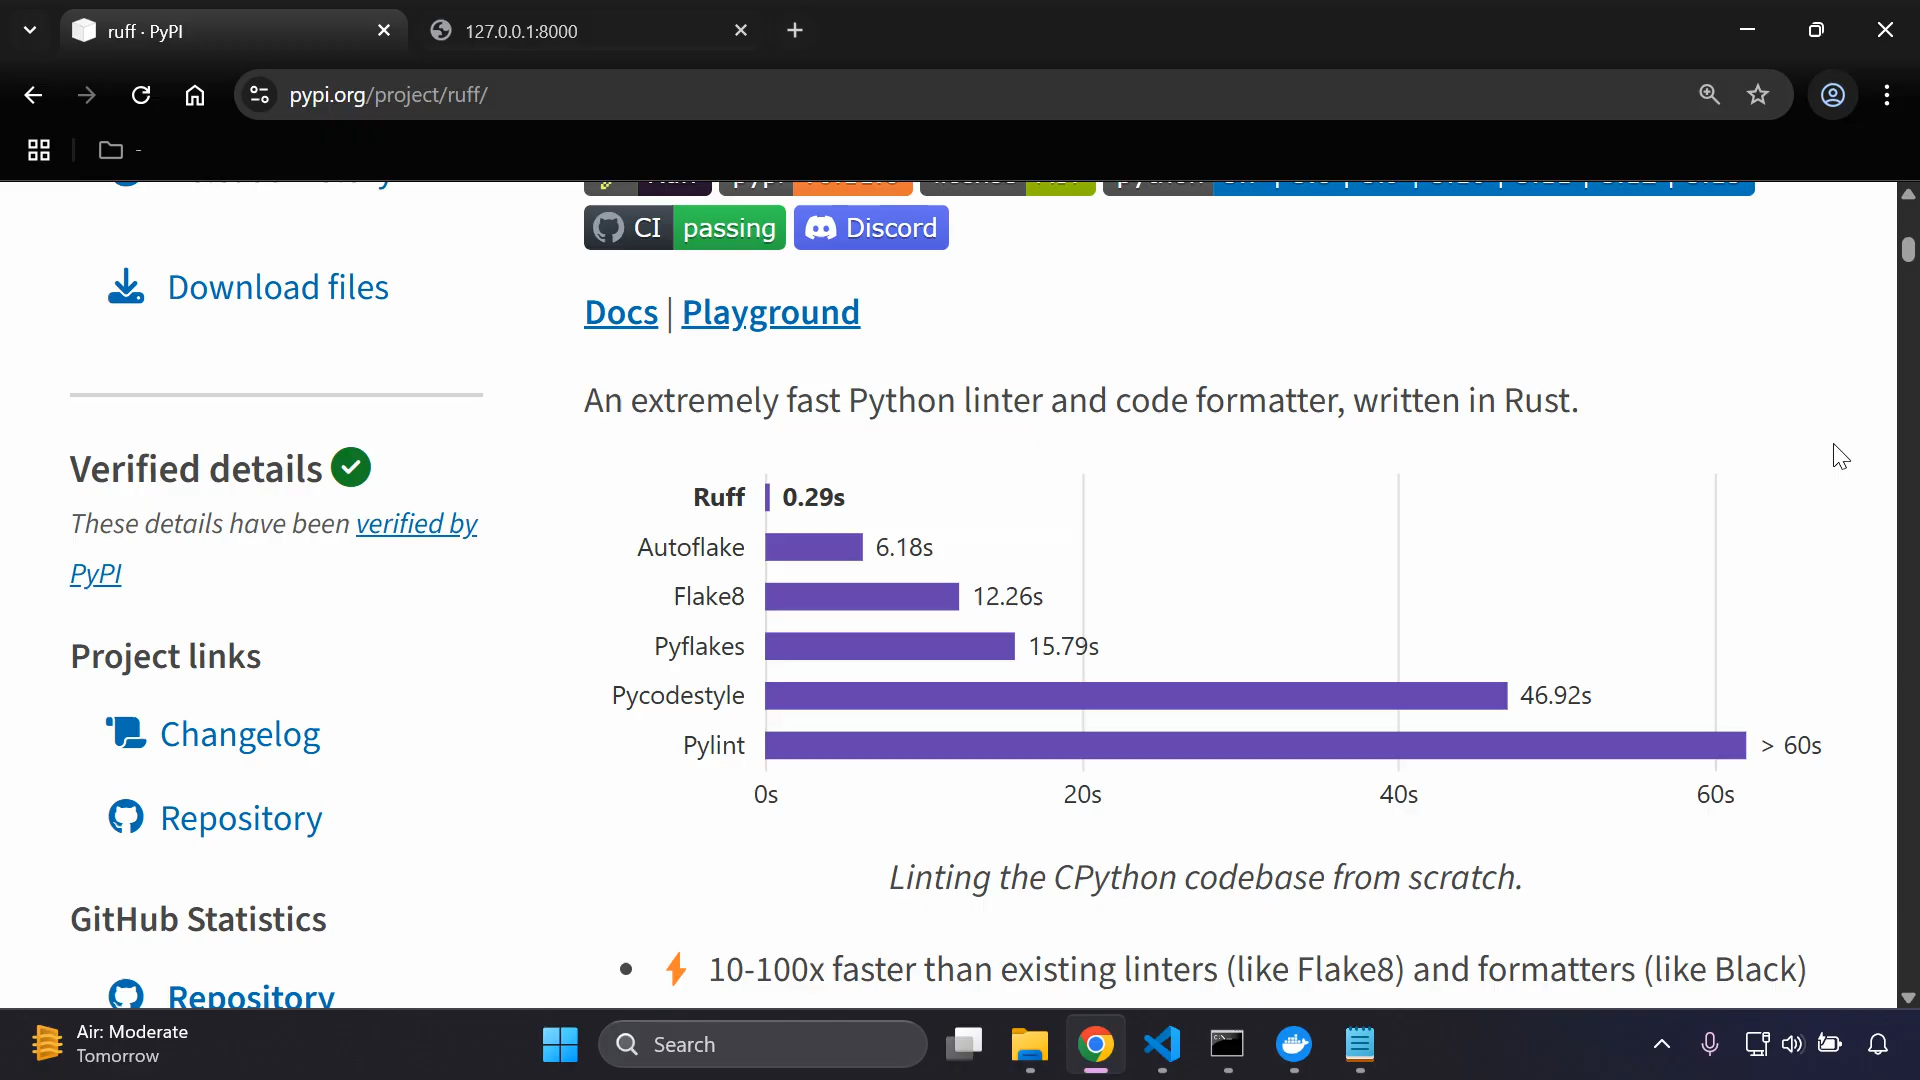 ruff · PyPI
127.0.0.1:8000
pypi.org/project/ruff/
-
CI passing
Discord
Download files
Docs | Playground
An extremely fast Python linter and code formatter, written in Rust.
Verified details
These details have been verified by
PyPI
Ruff 0.29s
Autoflake 6.18s
Flake8 12.26s
Pyflakes 15.79s
Pycodestyle 46.92s
Pylint > 60s
0s 20s 40s 60s
Linting the CPython codebase from scratch.
Project links
Changelog
Repository
GitHub Statistics
Repository
• ⚡ 10-100x faster than existing linters (like Flake8) and formatters (like Black)
Air: Moderate
Tomorrow
Search